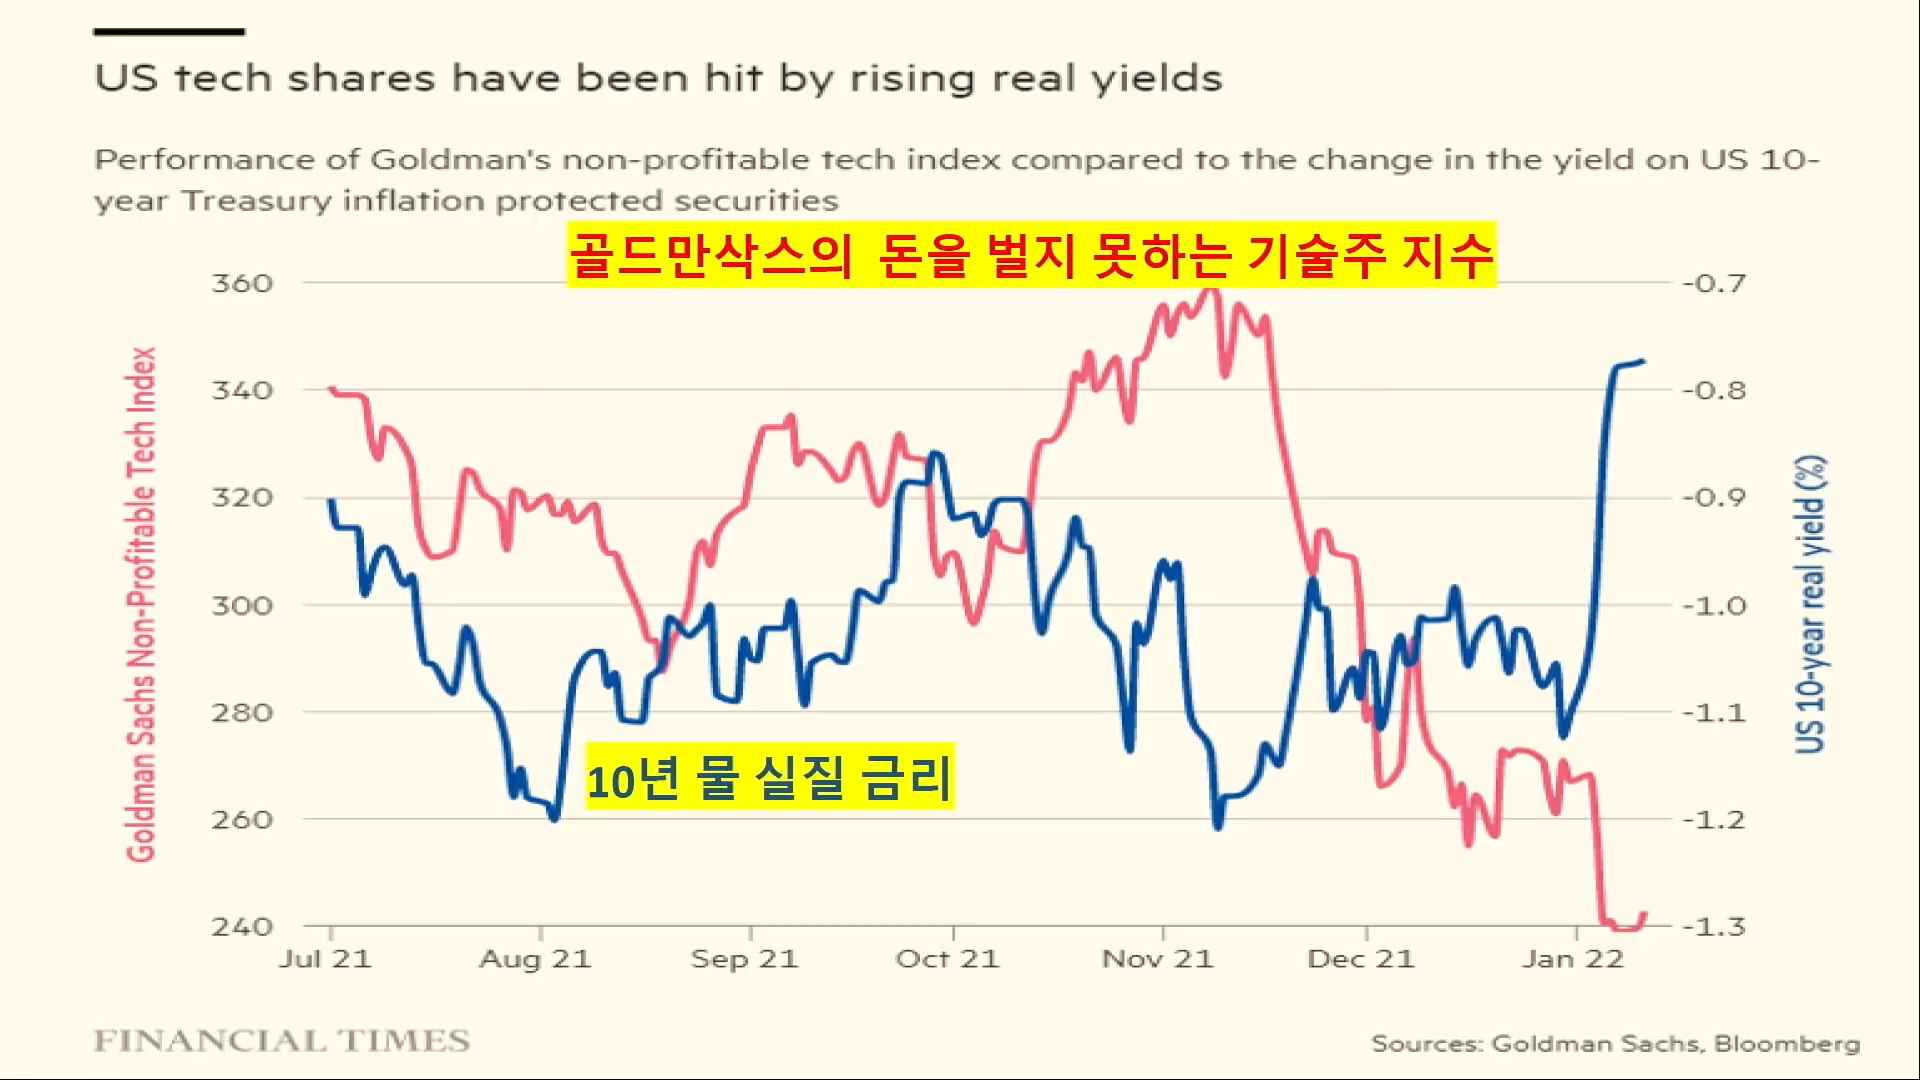 US tech shares have been hit by rising real yields
Performance of Goldman's non-profitable tech index compared to the change in the yield on US 10-
year Treasury inflation protected securities
골드만삭스의 돈을 벌지 못하는 기술주 지수
360
340
320
300
280
260
240
Goldman Sachs Non-Profitable Tech Index
10년 물 실질 금리
-0.7
-0.8
-0.9
-1.0
-1.1
-1.2
-1.3
US 10-year real yield (%)
Jul 21 Aug 21 Sep 21 Oct 21 Nov 21 Dec 21 Jan 22
FINANCIAL TIMES
Sources: Goldman Sachs, Bloomberg